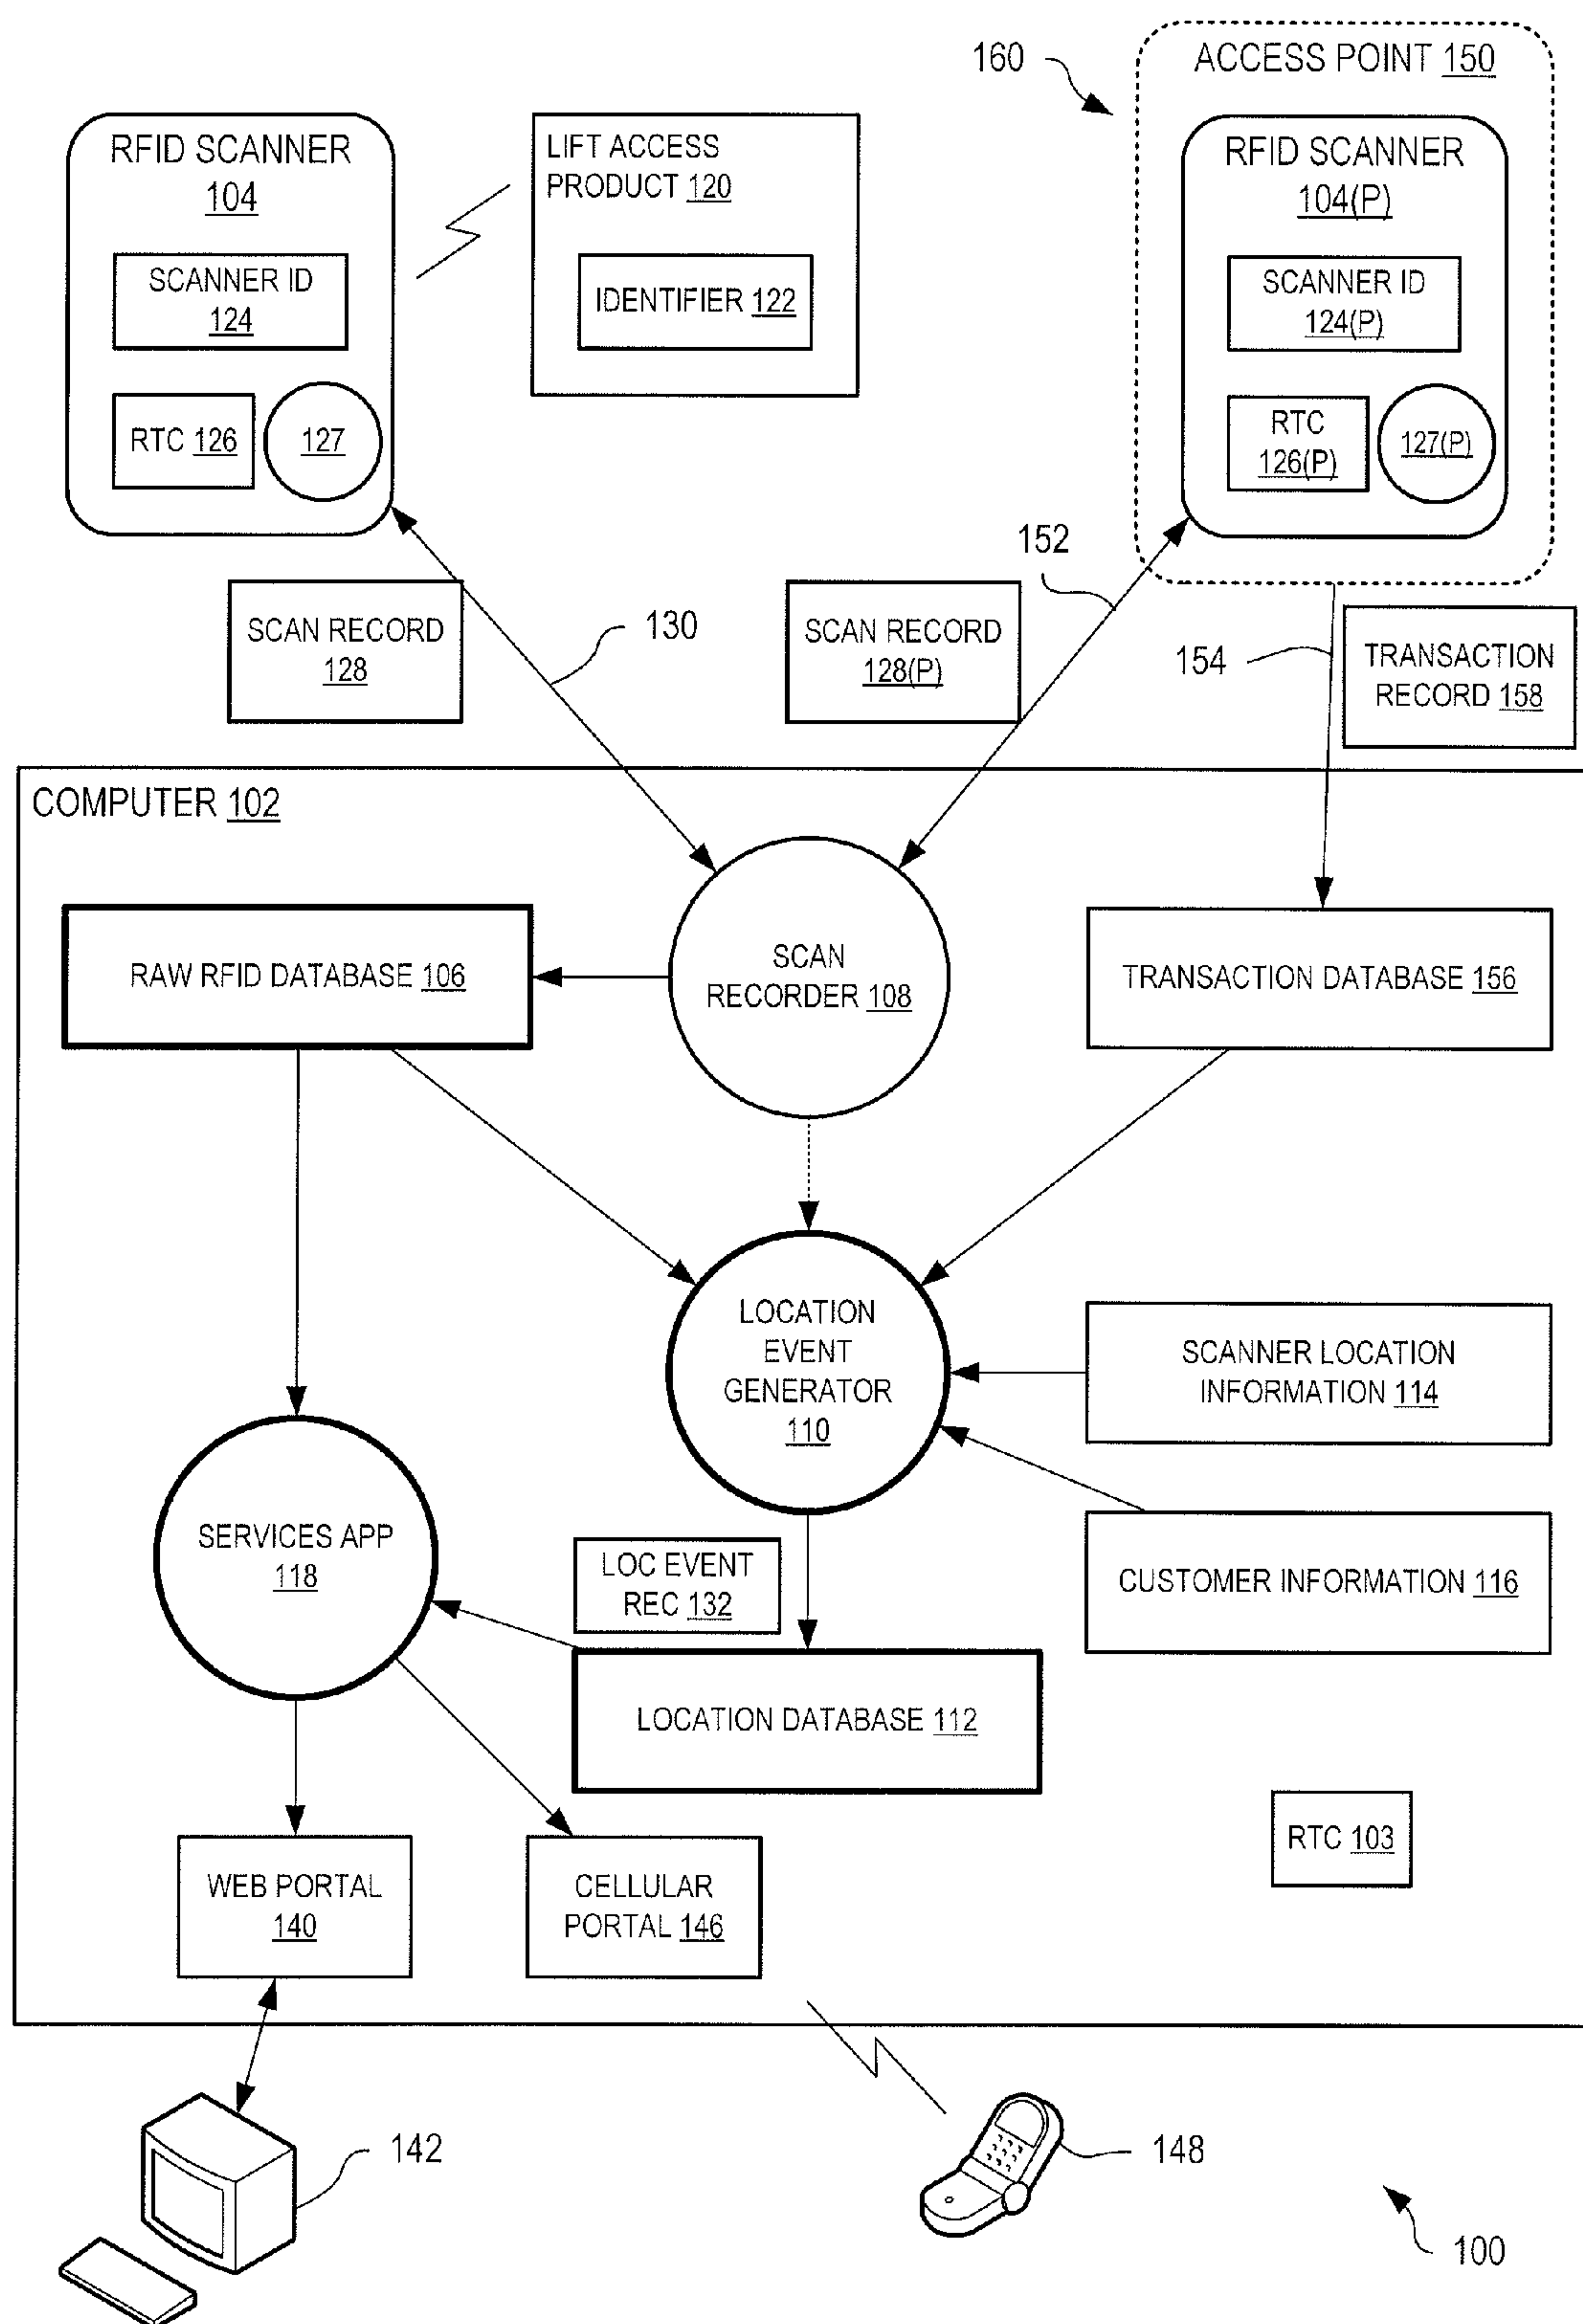 ACCESS POINT 150
160
RFID SCANNER
104
LIFT ACCESS
PRODUCT 120
RFID SCANNER
104(P)
SCANNER ID
124
IDENTIFIER 122
SCANNER ID
124(P)
RTC 126
127
RTC
126(P)
127(P)
152
SCAN RECORD
128
130
SCAN RECORD
128(P)
154
TRANSACTION
RECORD 158
COMPUTER 102
RAW RFID DATABASE 106
SCAN
RECORDER 108
TRANSACTION DATABASE 156
LOCATION
EVENT
GENERATOR
110
SCANNER LOCATION
INFORMATION 114
SERVICES APP
118
LOC EVENT
REC 132
CUSTOMER INFORMATION 116
LOCATION DATABASE 112
RTC 103
WEB PORTAL
140
CELLULAR
PORTAL 146
142
148
100